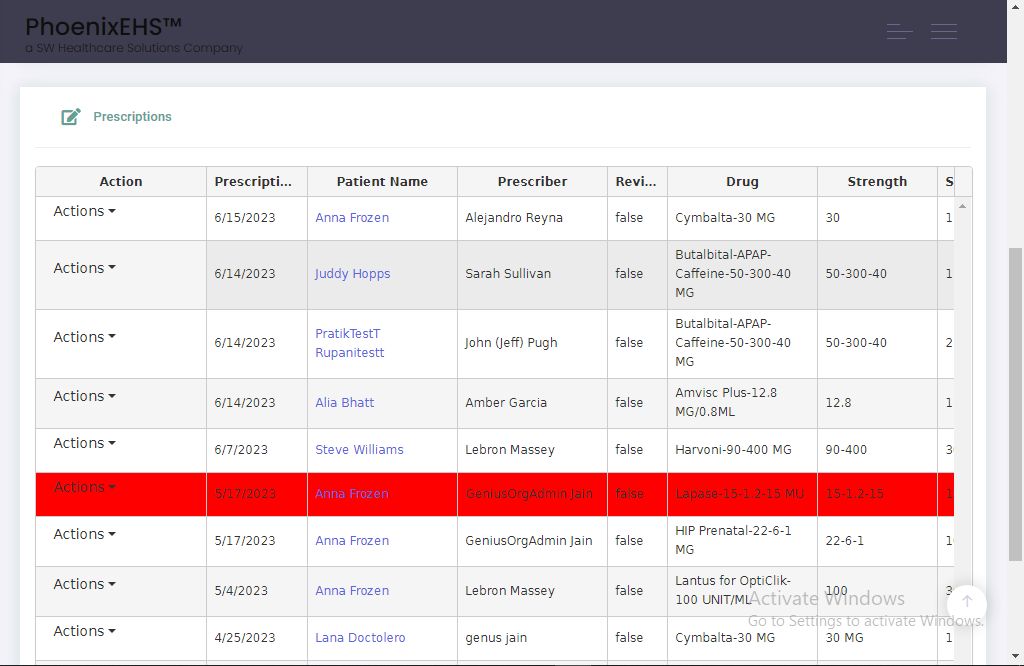 PhoenixEHS™
a SW Healthcare Solutions Company
Prescriptions
Action Prescripti... Patient Name Prescriber Revi... Drug Strength S
Actions 6/15/2023 Anna Frozen Alejandro Reyna false Cymbalta-30 MG 30 1
Butalbital-APAP-
Actions 6/14/2023 Juddy Hopps Sarah Sullivan false Caffeine-50-300-40 50-300-40 1
MG
PratikTestT Butalbital-APAP-
Actions 6/14/2023 Rupanitestt John (Jeff) Pugh false Caffeine-50-300-40 50-300-40 2
MG
Actions 6/14/2023 Alia Bhatt Amber Garcia false Amvisc Plus-12.8 12.8 1
MG/0.8ML
Actions 6/7/2023 Steve Williams Lebron Massey false Harvoni-90-400 MG 90-400 3
Actions 5/17/2023 Anna Frozen GeniusOrgAdmin Jain false Lapase-15-1.2-15 MU 15-1.2-15 1
Actions 5/17/2023 Anna Frozen GeniusOrgAdmin Jain false HIP Prenatal-22-6-1 22-6-1 1
MG
Actions 5/4/2023 Anna Frozen Lebron Massey false Lantus for OptiClik- 100 3
100 UNIT/ML
Activate Windows
Go to Settings to activate Windows.
Actions 4/25/2023 Lana Doctolero genus jain false Cymbalta-30 MG 30 MG 1